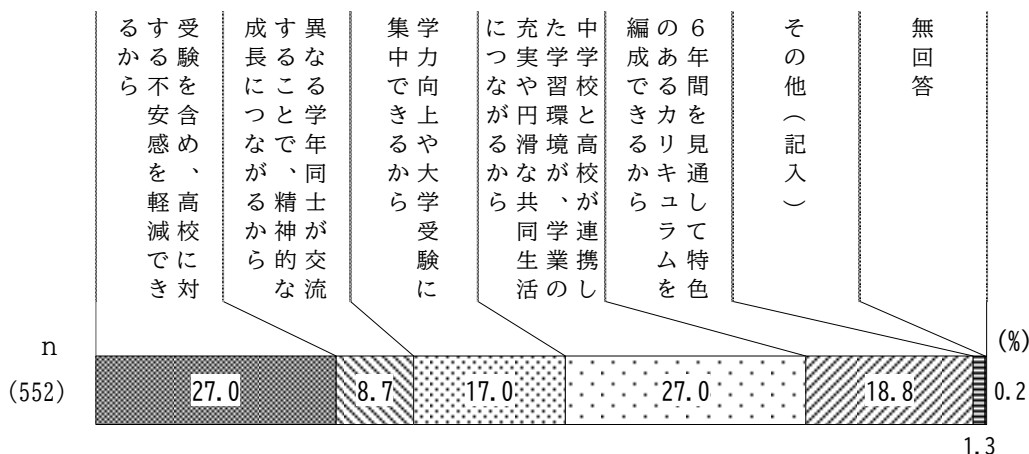 受験を含め、高校に対
する不安感を軽減でき
るから
異なる学年同士が交流
することで、精神的な
成長につながるから
学力向上や大学受験に
集中できるから
中学校と高校が連携し
た学習環境が、学業の
充実や円滑な共同生活
につながるから
６年間を見通して特色
のあるカリキュラムを
編成できるから
その他（記入）
無回答
n
(%)
(552)
27.0
8.7
17.0
27.0
18.8
0.2
1.3